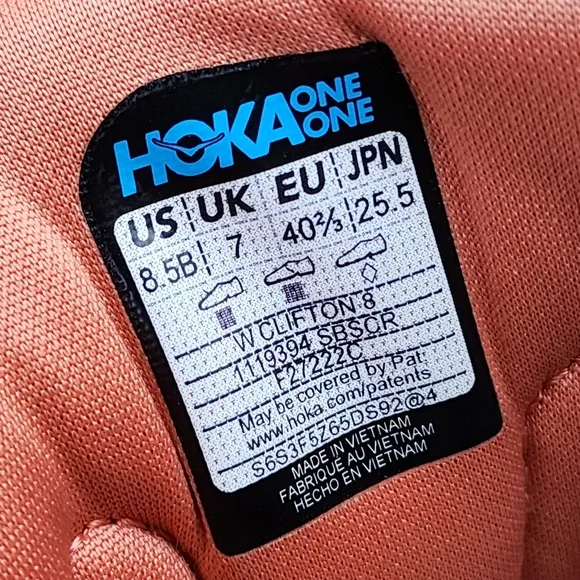 HOKA ONE ONE
US UK EU JPN
8.5B 7 40⅔ 25.5
W CLIFTON 8
1119394 SBSCR
F27222C
May be covered by Pat:
www.hoka.com/patents
S6S3F5Z65DS92@4
MADE IN VIETNAM
FABRIQUE AU VIETNAM
HECHO EN VIETNAM